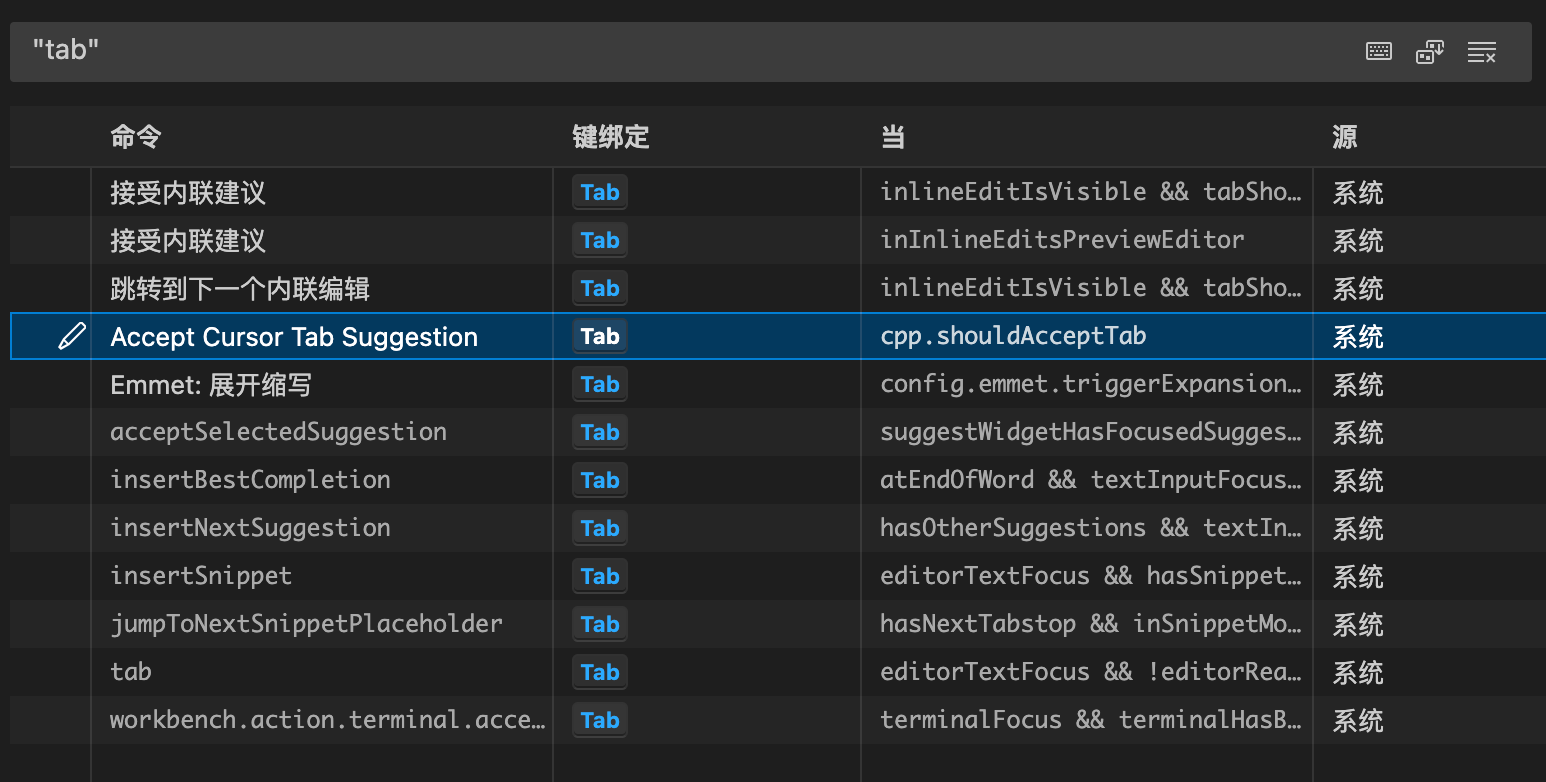 "tab"
命令 键绑定 当 源
接受内联建议 Tab inlineEditIsVisible && tabSho… 系统
接受内联建议 Tab inInlineEditsPreviewEditor 系统
跳转到下一个内联编辑 Tab inlineEditIsVisible && tabSho… 系统
Accept Cursor Tab Suggestion Tab cpp.shouldAcceptTab 系统
Emmet: 展开缩写 Tab config.emmet.triggerExpansion… 系统
acceptSelectedSuggestion Tab suggestWidgetHasFocusedSugges… 系统
insertBestCompletion Tab atEndOfWord && textInputFocus… 系统
insertNextSuggestion Tab hasOtherSuggestions && textIn… 系统
insertSnippet Tab editorTextFocus && hasSnippet… 系统
jumpToNextSnippetPlaceholder Tab hasNextTabstop && inSnippetMo… 系统
tab Tab editorTextFocus && !editorRea… 系统
workbench.action.terminal.acce… Tab terminalFocus && terminalHasB… 系统